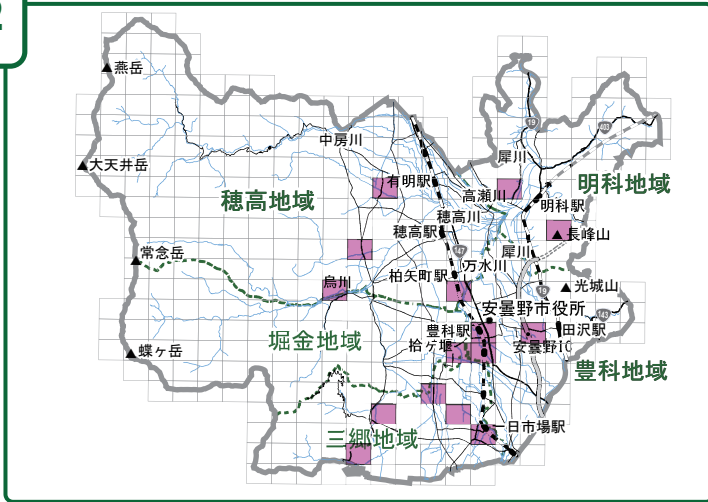 2
燕岳
19
403
中房川
犀川
大天井岳
有明駅
明科地域
穂高地域
高瀬川
明科駅
穂高川
穂高駅
長峰山
常念岳
147
犀川
万水川
柏矢町駅
烏川
光城山
19
安曇野市役所
143
堀金地域
豊科駅
田沢駅
拾ケ堰
安曇野IC
蝶ヶ岳
豊科地域
一日市場駅
三郷地域